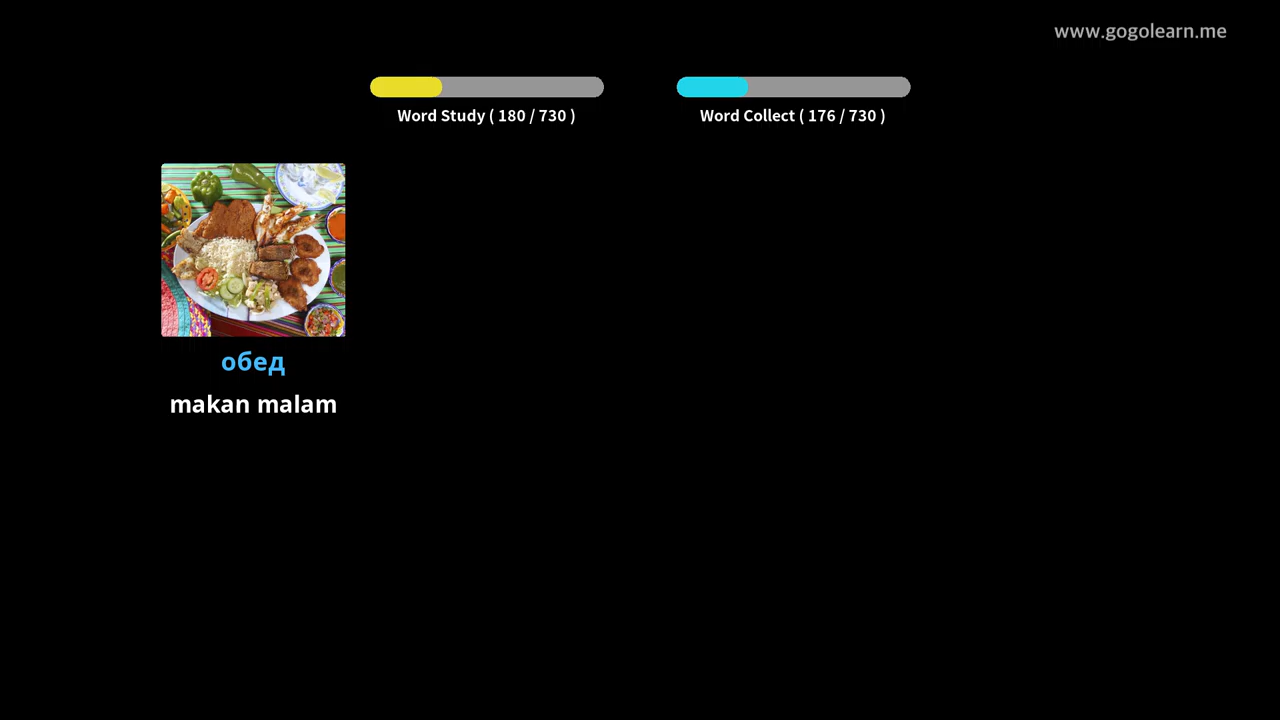 www.gogolearn.me
Word Study ( 180 / 730 )
Word Collect ( 176 / 730 )
обед
makan malam